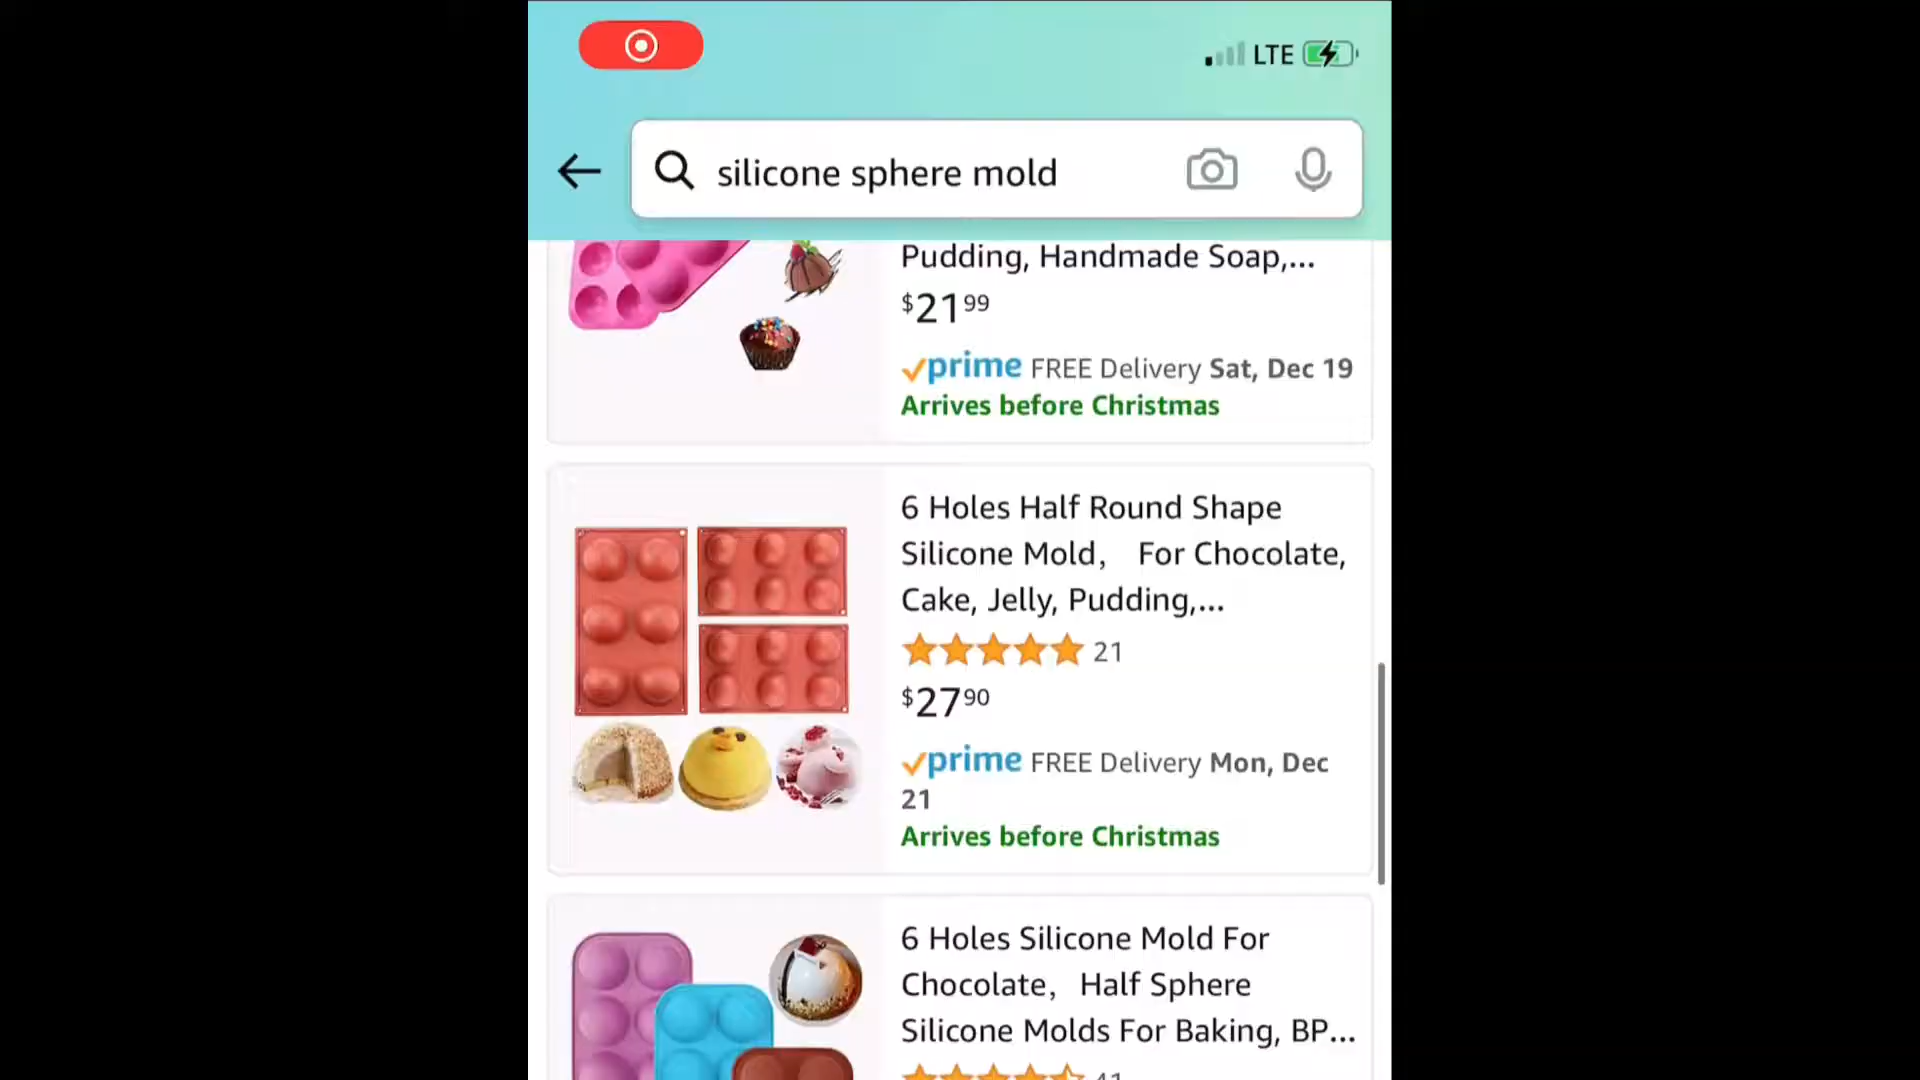 LTE
silicone sphere mold
Pudding, Handmade Soap,...
$21 99
prime FREE Delivery Sat, Dec 19
Arrives before Christmas
6 Holes Half Round Shape
Silicone Mold， For Chocolate,
Cake, Jelly, Pudding,...
21
$27 90
prime FREE Delivery Mon, Dec
21
Arrives before Christmas
6 Holes Silicone Mold For
Chocolate， Half Sphere
Silicone Molds For Baking, BP...
41